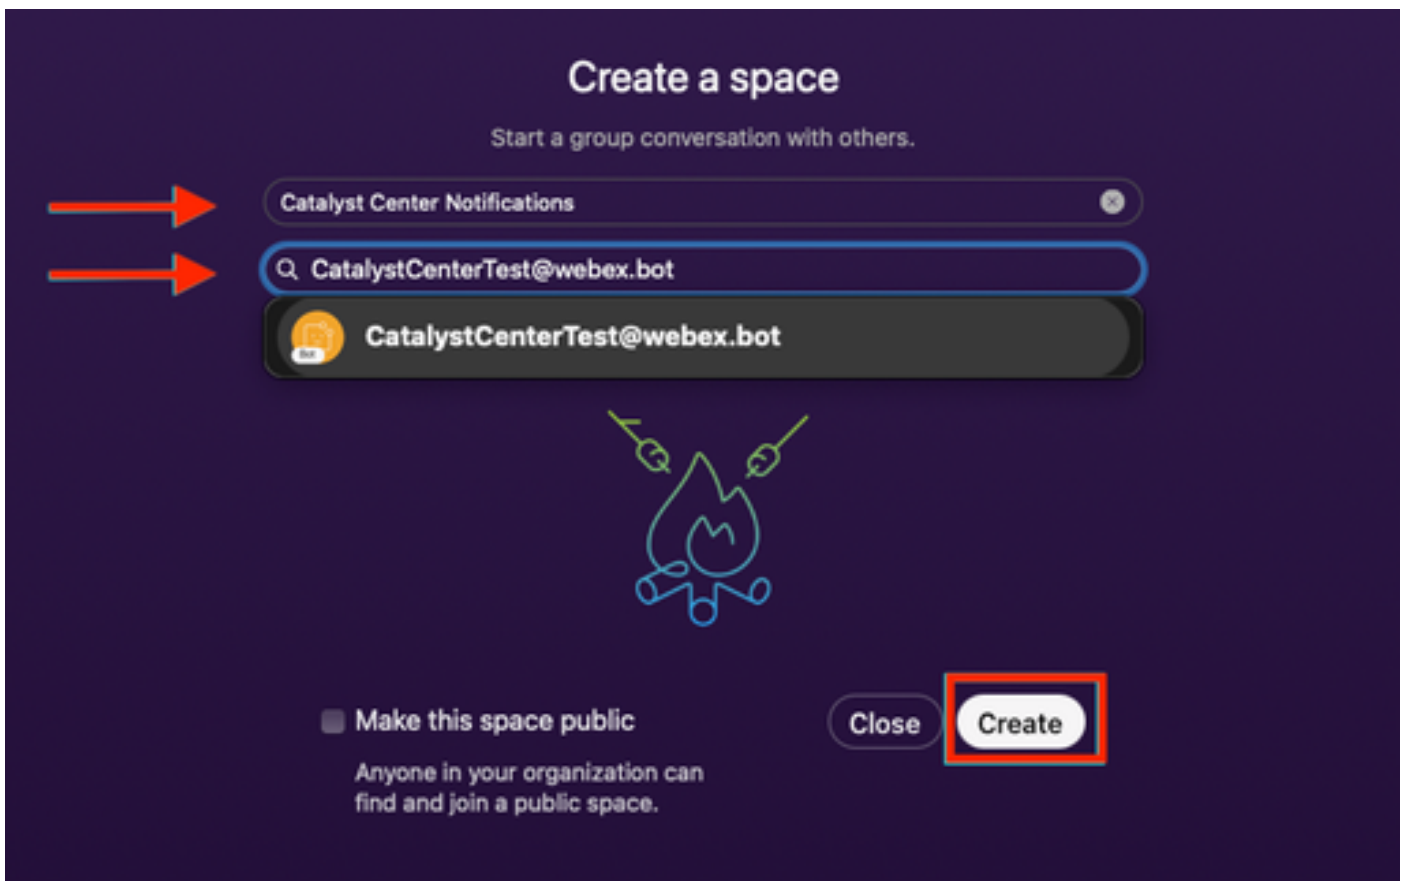 Create a space
Start a group conversation with others.
Catalyst Center Notifications
CatalystCenterTest@webex.bot
CatalystCenterTest@webex.bot
Bot
Make this space public
Close
Create
Anyone in your organization can
find and join a public space.